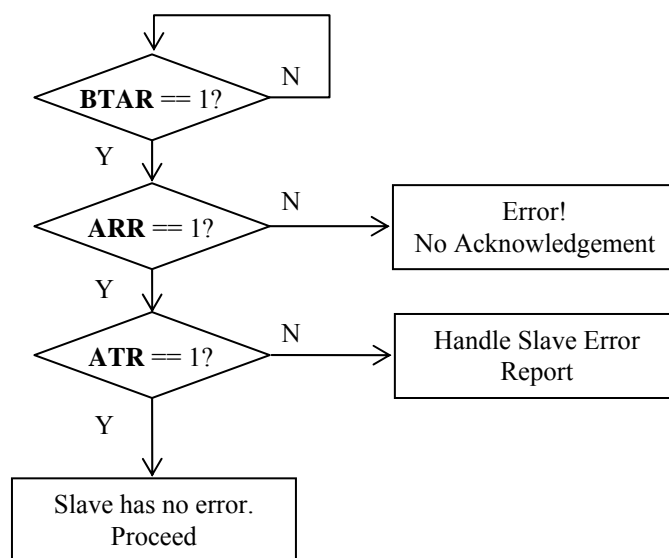 N
BTAR == 1?
Y
N
ARR == 1?
Error!
No Acknowledgement
Y
N
ATR == 1?
Handle Slave Error
Report
Y
Slave has no error.
Proceed